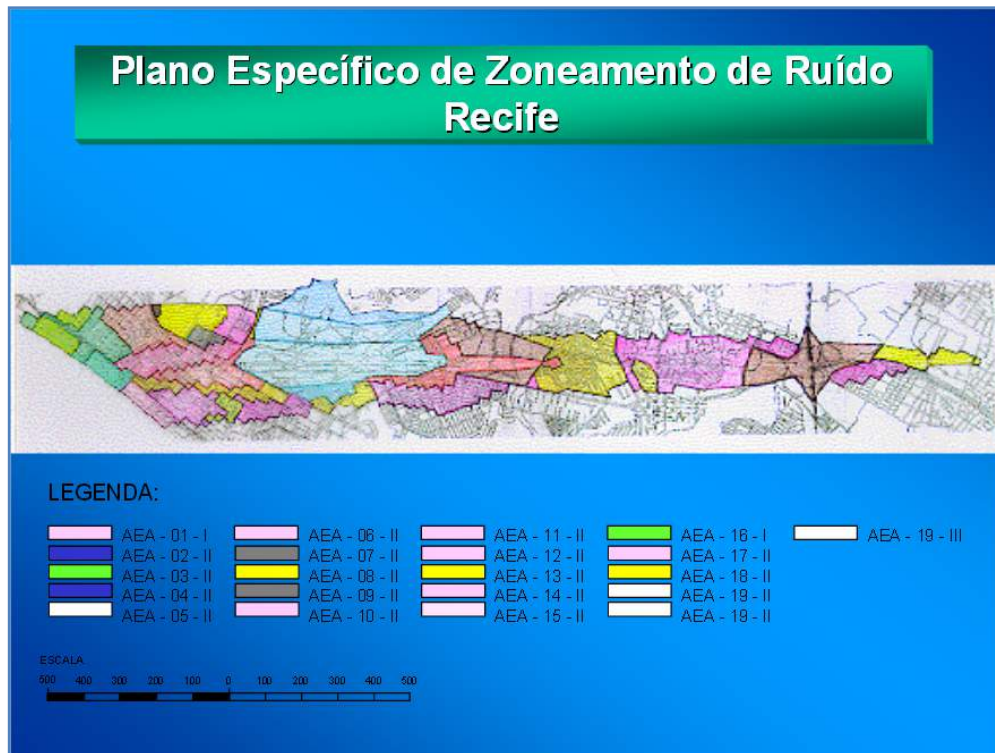 Plano Específico de Zoneamento de Ruído
Recife
LEGENDA:
AEA - 01 - I
AEA - 02 - II
AEA - 03 - II
AEA - 04 - II
AEA - 05 - II
AEA - 06 - II
AEA - 07 - II
AEA - 08 - II
AEA - 09 - II
AEA - 10 - II
AEA - 11 - II
AEA - 12 - II
AEA - 13 - II
AEA - 14 - II
AEA - 15 - II
AEA - 16 - I
AEA - 17 - II
AEA - 18 - II
AEA - 19 - II
AEA - 19 - II
AEA - 19 - III
ESCALA
500 400 300 200 100 0 100 200 300 400 500